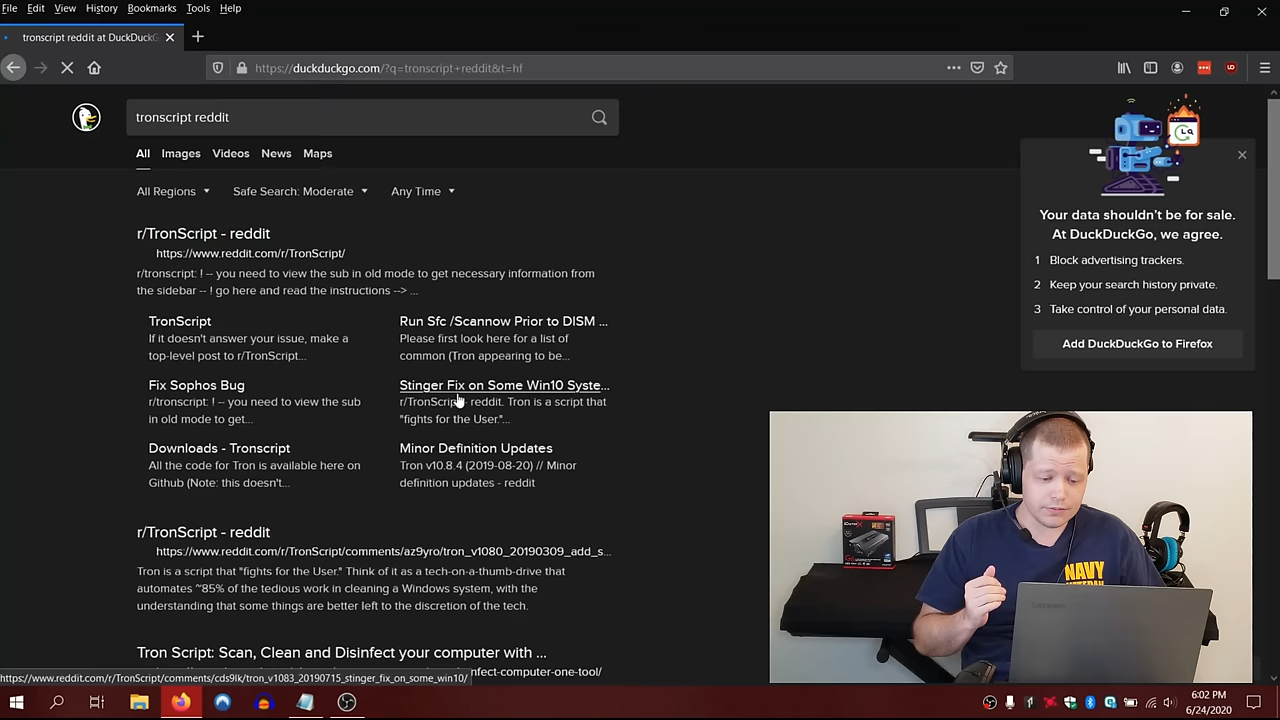 File Edit View History Bookmarks Tools Help
tronscript reddit at DuckDuckG
https://duckduckgo.com/?q=tronscript+reddit&t=hf
tronscript reddit
All Images Videos News Maps
All Regions Safe Search: Moderate Any Time
r/TronScript - reddit
https://www.reddit.com/r/TronScript/
r/tronscript: ! -- you need to view the sub in old mode to get necessary information from
the sidebar -- ! go here and read the instructions --> ...
TronScript
If it doesn't answer your issue, make a
top-level post to r/TronScript...
Run Sfc /Scannow Prior to DISM ...
Please first look here for a list of
common (Tron appearing to be...
Fix Sophos Bug
r/tronscript: ! -- you need to view the sub
in old mode to get...
Stinger Fix on Some Win10 Syste...
r/TronScript - reddit. Tron is a script that
"fights for the User."...
Downloads - Tronscript
All the code for Tron is available here on
Github (Note: this doesn't...
Minor Definition Updates
Tron v10.8.4 (2019-08-20) // Minor
definition updates - reddit
r/TronScript - reddit
https://www.reddit.com/r/TronScript/comments/az9yro/tron_v1080_20190309_add_s...
Tron is a script that "fights for the User." Think of it as a tech-on-a-thumb-drive that
automates ~85% of the tedious work in cleaning a Windows system, with the
understanding that some things are better left to the discretion of the tech.
Tron Script: Scan, Clean and Disinfect your computer with ...
nfect-computer-one-tool/
https://www.reddit.com/r/TronScript/comments/cds9lk/tron_v1083_20190715_stinger_fix_on_some_win10/
Your data shouldn't be for sale.
At DuckDuckGo, we agree.
1 Block advertising trackers.
2 Keep your search history private.
3 Take control of your personal data.
Add DuckDuckGo to Firefox
NAVY
Lenovo
6:02 PM
6/24/2020